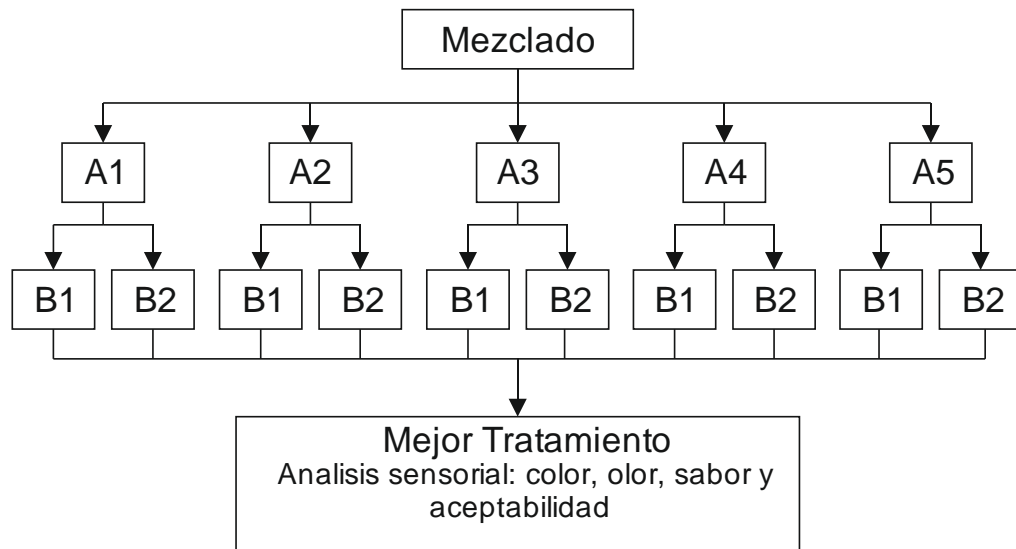 Mezclado
A1 A2 A3 A4 A5
B1 B2 B1 B2 B1 B2 B1 B2 B1 B2
Mejor Tratamiento
Analisis sensorial: color, olor, sabor y
aceptabilidad